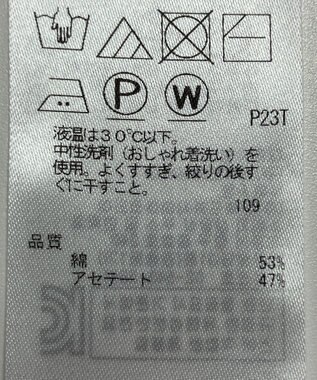 P W
P23T
液温は30℃以下。
中性洗剤(おしゃれ着洗い)を
使用。よくすすぎ、絞りの後す
ぐに干すこと。
109
品質
綿 53%
アセテート 47%